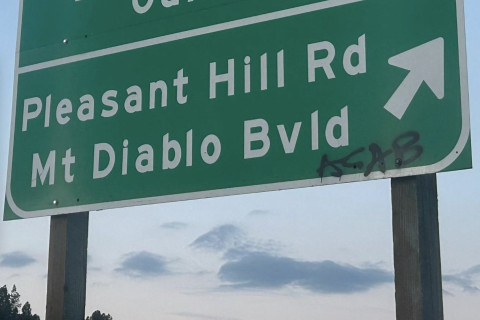 Pleasant Hill Rd
Mt Diablo Bvld